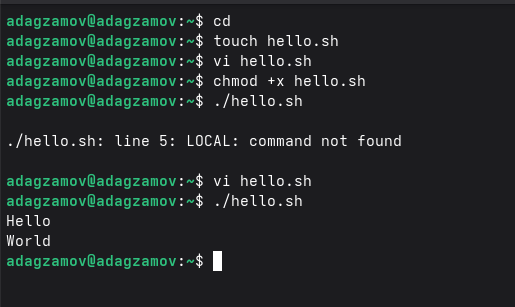 adagzamov@adagzamov:~$ cd
adagzamov@adagzamov:~$ touch hello.sh
adagzamov@adagzamov:~$ vi hello.sh
adagzamov@adagzamov:~$ chmod +x hello.sh
adagzamov@adagzamov:~$ ./hello.sh
./hello.sh: line 5: LOCAL: command not found
adagzamov@adagzamov:~$ vi hello.sh
adagzamov@adagzamov:~$ ./hello.sh
Hello
World
adagzamov@adagzamov:~$